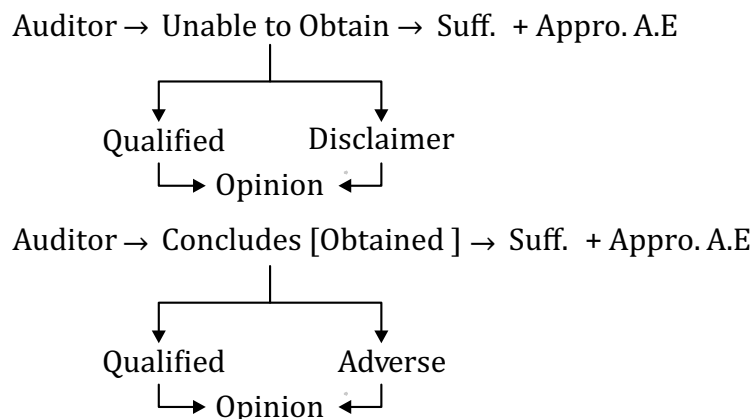 Auditor → Unable to Obtain → Suff. + Appro. A.E
Qualified Disclaimer
Opinion
Auditor → Concludes [Obtained ] → Suff. + Appro. A.E
Qualified Adverse
Opinion